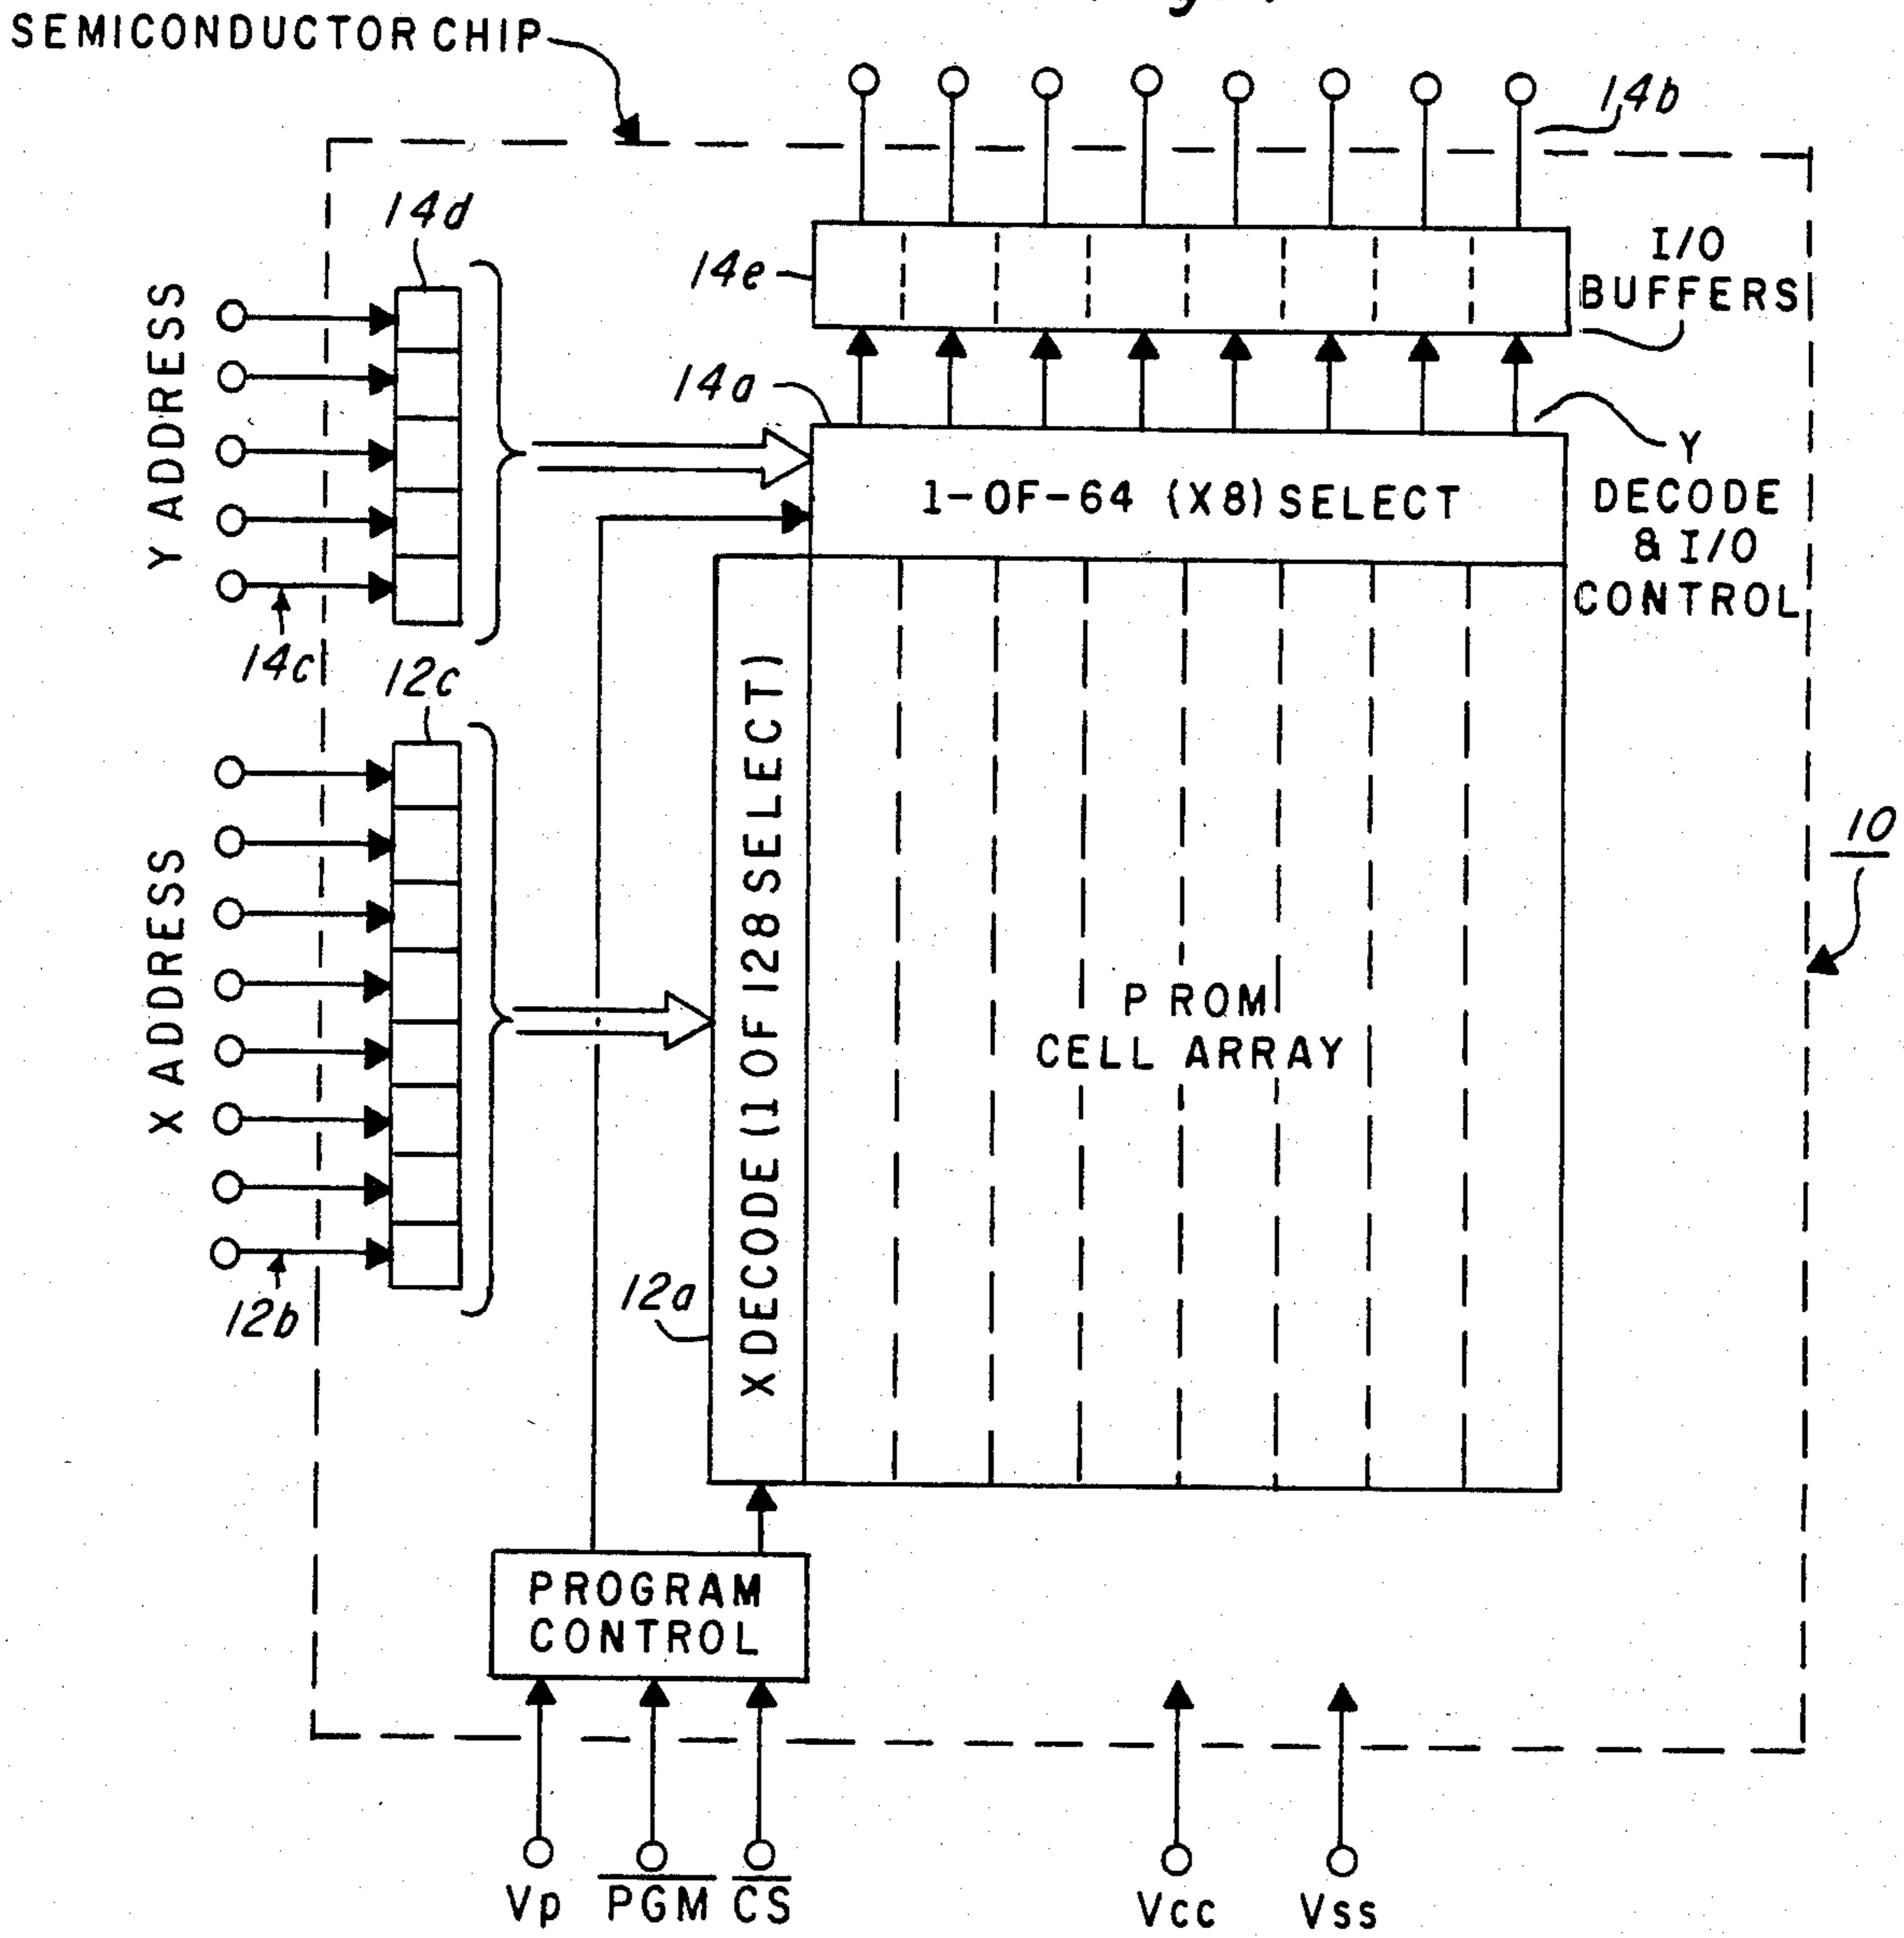 SEMICONDUCTOR CHIP
14b
14d
14e
I/O
BUFFERS
Y ADDRESS
14a
Y
DECODE
& I/O
CONTROL
1-OF-64 (X8) SELECT
14c
12c
X DECODE (1 OF 128 SELECT)
10
X ADDRESS
P ROM
CELL ARRAY
12a
12b
PROGRAM
CONTROL
Vp
PGM
CS
Vcc
Vss